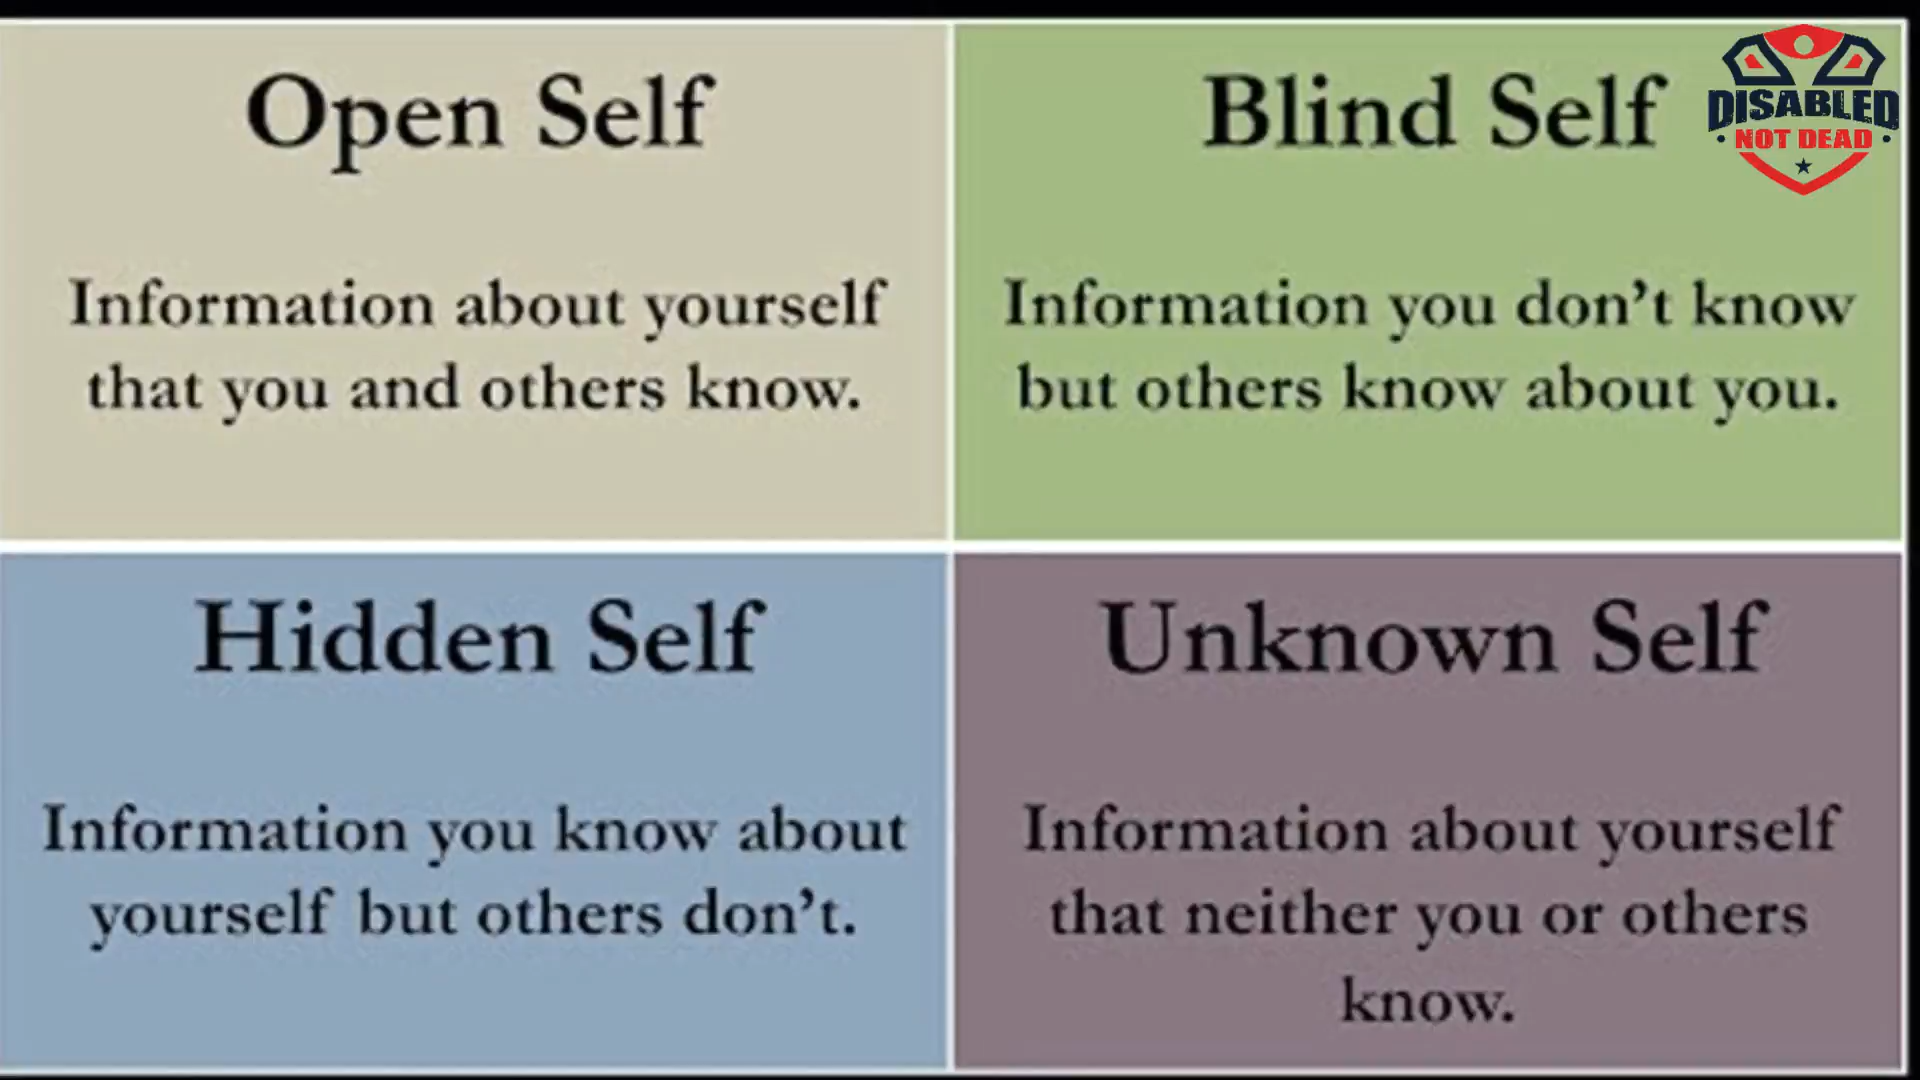 Open Self
Information about yourself
that you and others know.
Blind Self
Information you don't know
but others know about you.
DISABLED
• NOT DEAD •
Hidden Self
Information you know about
yourself but others don't.
Unknown Self
Information about yourself
that neither you or others
know.